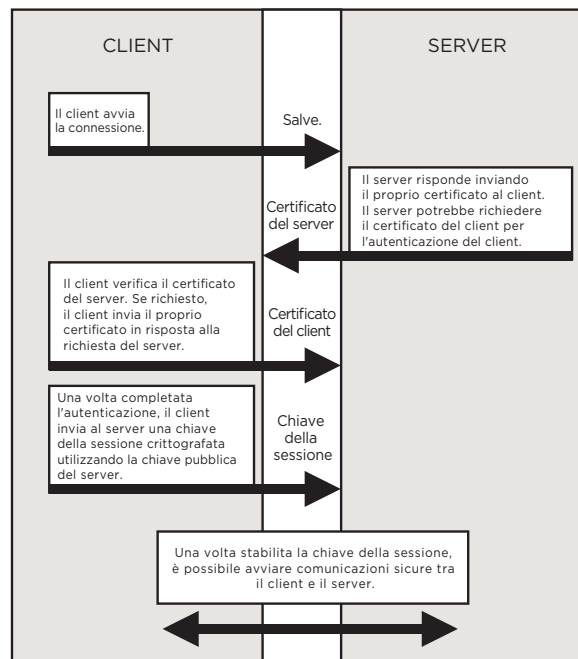 CLIENT
SERVER
Il client avvia
la connessione.
Salve.
Il server risponde inviando
il proprio certificato al client.
Il server potrebbe richiedere
il certificato del client per
l'autenticazione del client.
Certificato
del server
Il client verifica il certificato
del server. Se richiesto,
il client invia il proprio
certificato in risposta alla
richiesta del server.
Certificato
del client
Una volta completata
l'autenticazione, il client
invia al server una chiave
della sessione crittografata
utilizzando la chiave pubblica
del server.
Chiave
della
sessione
Una volta stabilita la chiave della sessione,
è possibile avviare comunicazioni sicure tra
il client e il server.